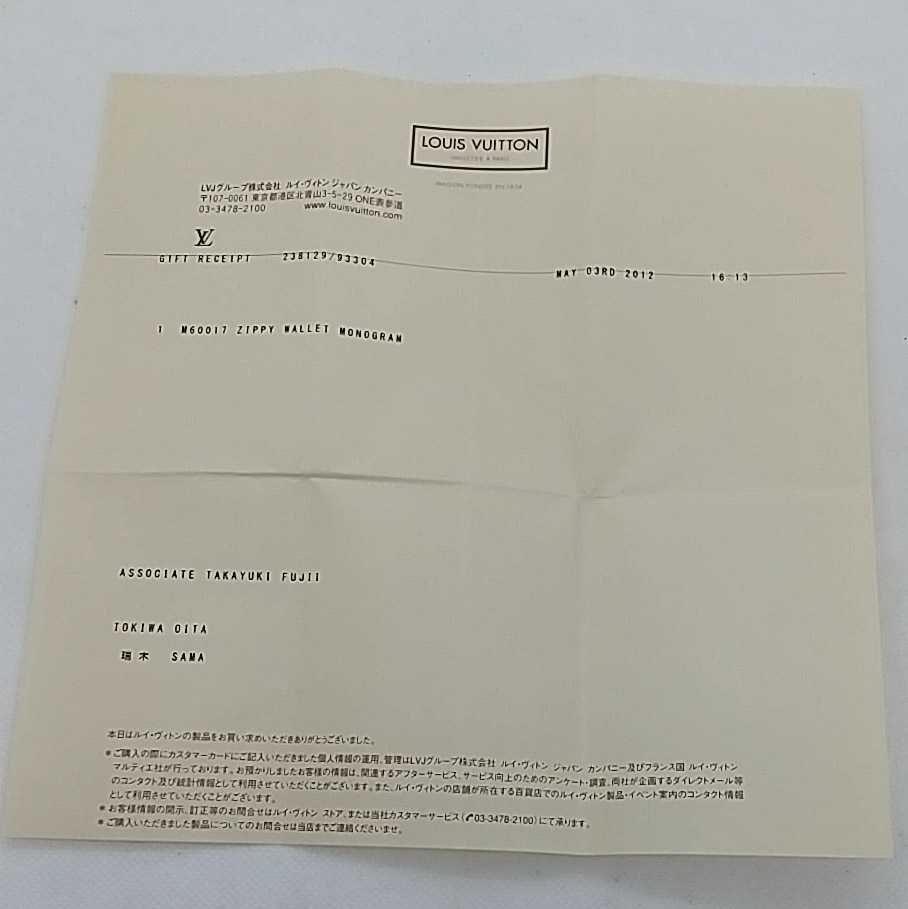 LOUIS VUITTON
MALLETIER A PARIS
MAISON FONDÉE EN 1854
LVJグループ株式会社 ルイ・ヴィトン ジャパン カンパニー
〒107-0061 東京都港区北青山3-5-29 ONE表参道
03-3478-2100 www.louisvuitton.com
LV
GIFT RECEIPT 238129/93304 MAY 03RD 2012 16:13
1 M60017 ZIPPY WALLET MONOGRAM
ASSOCIATE TAKAYUKI FUJII
TOKIWA OITA
瑞木 SAMA
本日はルイ・ヴィトンの製品をお買い求めいただきありがとうございました。
＊ご購入の際にカスタマーカードにご記入いただきました個人情報の運用、管理はLVJグループ株式会社 ルイ・ヴィトン ジャパン カンパニー及びフランス国 ルイ・ヴィトン
マルティエ社が行っております。お預かりしましたお客様の情報は、関連するアフターサービス、サービス向上のためのアンケート・調査、両社が企画するダイレクトメール等
のコンタクト及び統計情報として利用させていただくことがございます。また、ルイ・ヴィトンの店舗が所在する百貨店でのルイ・ヴィトン製品・イベント案内のコンタクト情報
として利用させていただくことがございます。
＊お客様情報の開示、訂正等のお問合せはルイ・ヴィトン ストア、または当社カスタマーサービス(✆03-3478-2100)にて承ります。
＊ご購入いただきました製品についてのお問合せは当店までご連絡くださいませ。